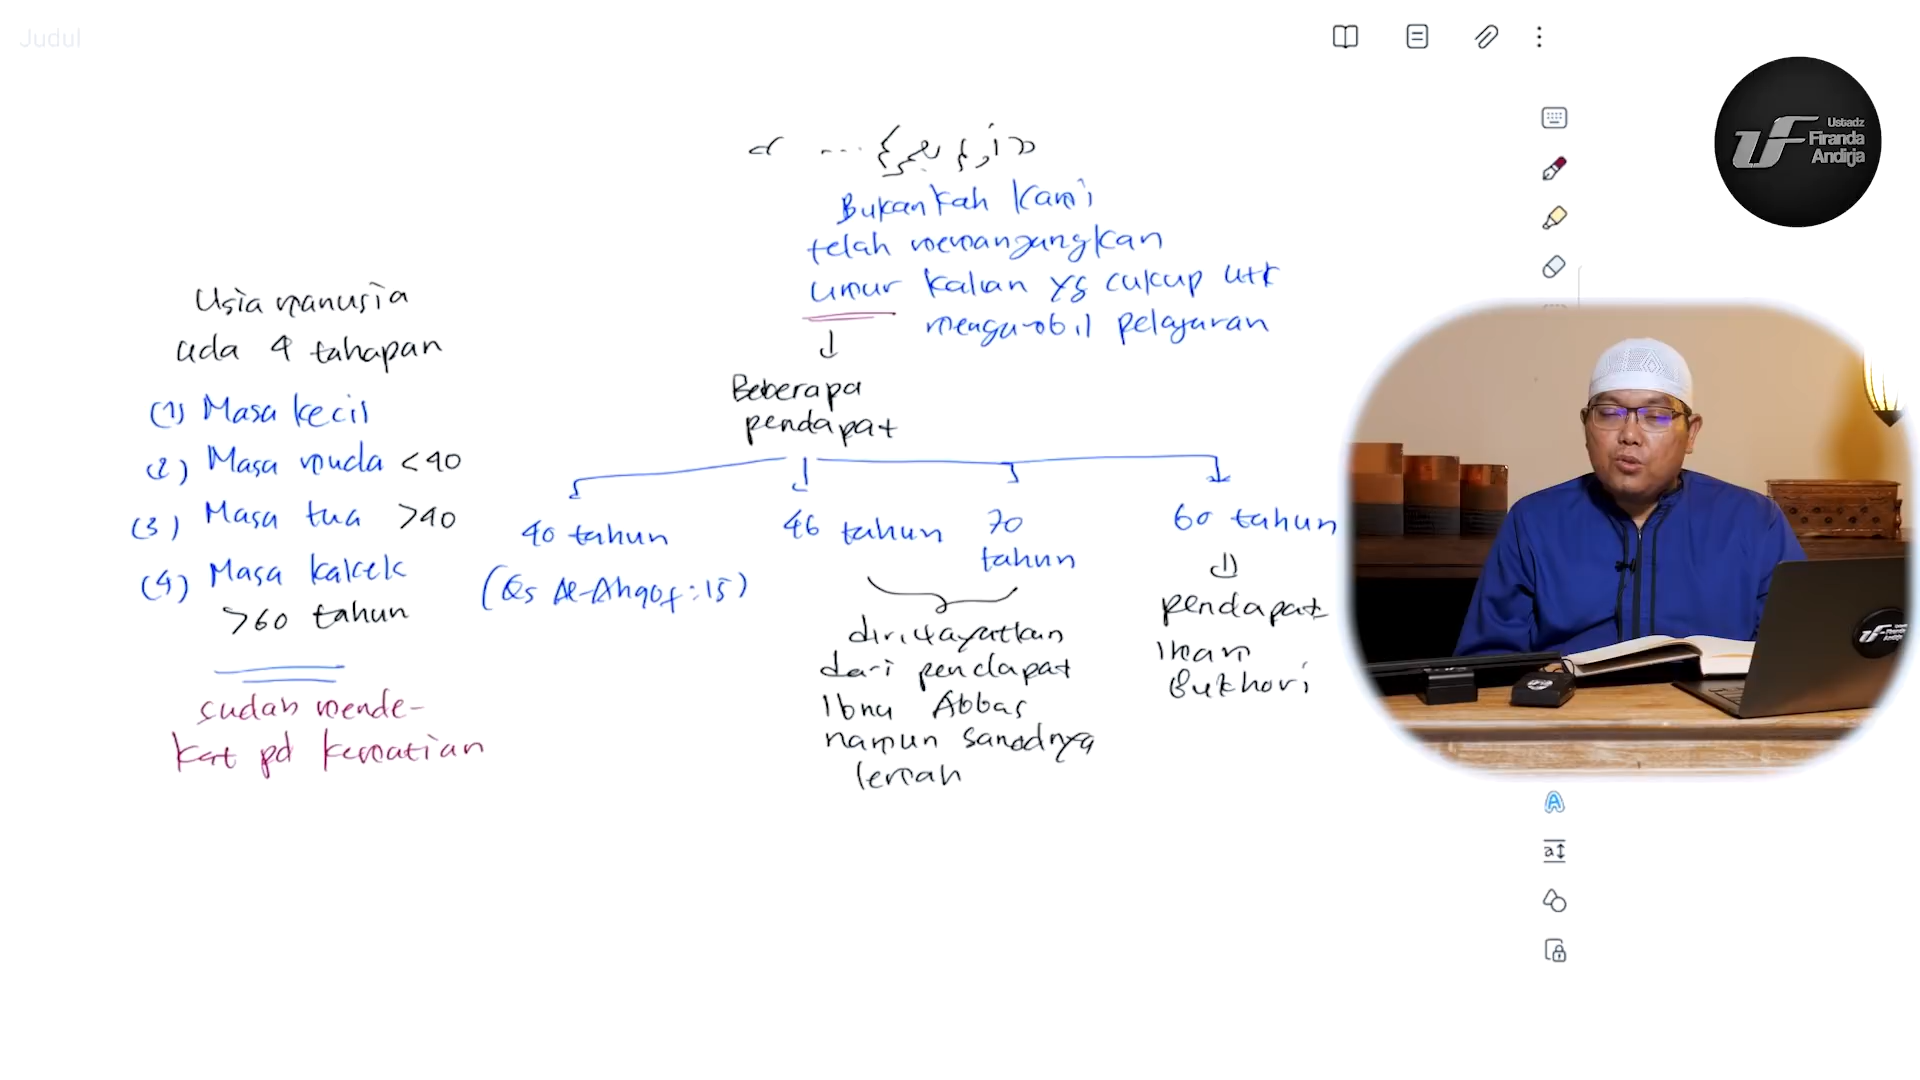 Judul
Ustadz
Firanda
Andirja
Bukankah Kami
telah memanjangkan
umur kalian yg cukup utk
mengambil pelajaran
Beberapa
pendapat
40 tahun
(Qs Al-Ahqof:15)
46 tahun
70
tahun
diriwayatkan
dari pendapat
Ibnu Abbas
namun sanadnya
lemah
60 tahun
pendapat
Imam
Bukhori
Usia manusia
ada 4 tahapan
(1) Masa kecil
(2) Masa muda <40
(3) Masa tua >40
(4) Masa kakek
>60 tahun
sudah mende-
kat pd kematian